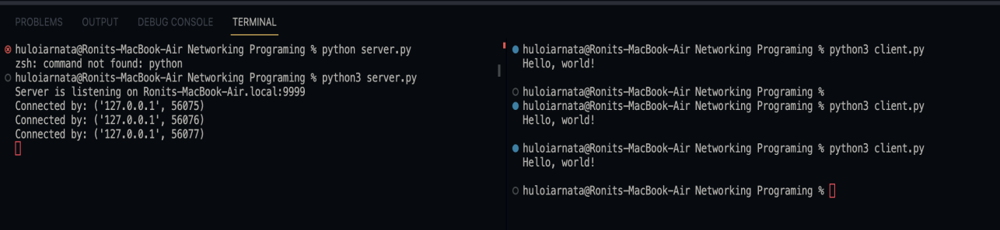 PROBLEMS OUTPUT DEBUG CONSOLE TERMINAL
huloiarnata@Ronits-MacBook-Air Networking Programing % python server.py
zsh: command not found: python
huloiarnata@Ronits-MacBook-Air Networking Programing % python3 server.py
Server is listening on Ronits-MacBook-Air.local:9999
Connected by: ('127.0.0.1', 56075)
Connected by: ('127.0.0.1', 56076)
Connected by: ('127.0.0.1', 56077)
huloiarnata@Ronits-MacBook-Air Networking Programing % python3 client.py
Hello, world!
huloiarnata@Ronits-MacBook-Air Networking Programing %
huloiarnata@Ronits-MacBook-Air Networking Programing % python3 client.py
Hello, world!
huloiarnata@Ronits-MacBook-Air Networking Programing % python3 client.py
Hello, world!
huloiarnata@Ronits-MacBook-Air Networking Programing %